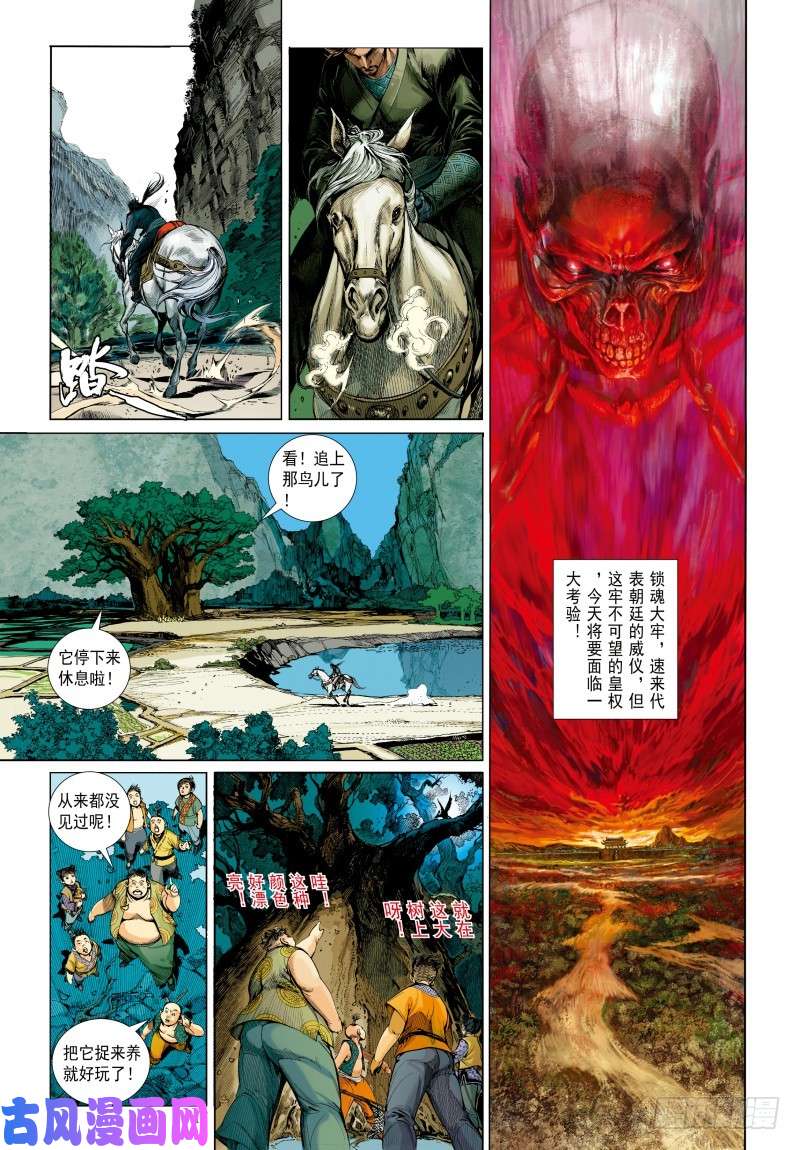 锁魂大牢，速来代
表朝廷的威仪，但
这牢不可望的皇权
，今天将要面临一
大考验！
踏
看！追上
那鸟儿了
！
它停下来
休息啦！
从来都没
见过呢！
把它捉来养
就好玩了！
哇！
这种
颜色
好漂
亮！
就在
这大
树上
呀！
古风漫画网